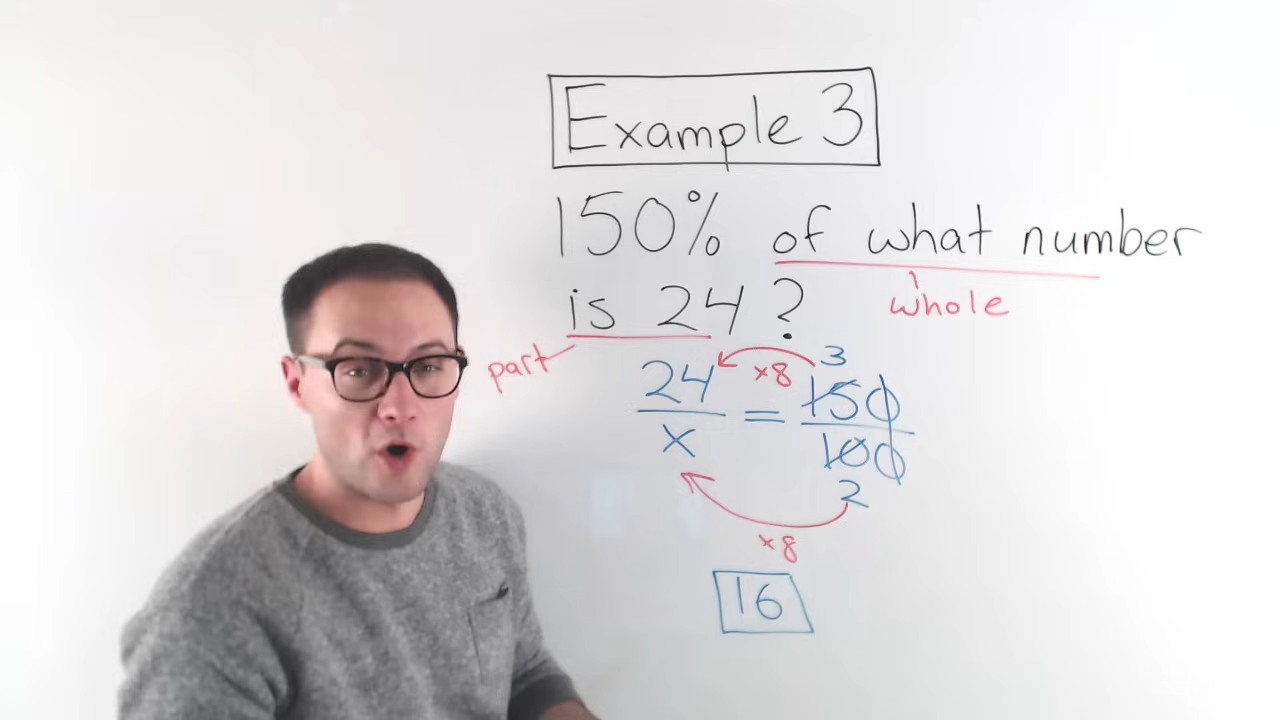 Example 3
150% of what number
whole
is 24 ?
part
24/x = 150/100
×8
3
2
×8
16